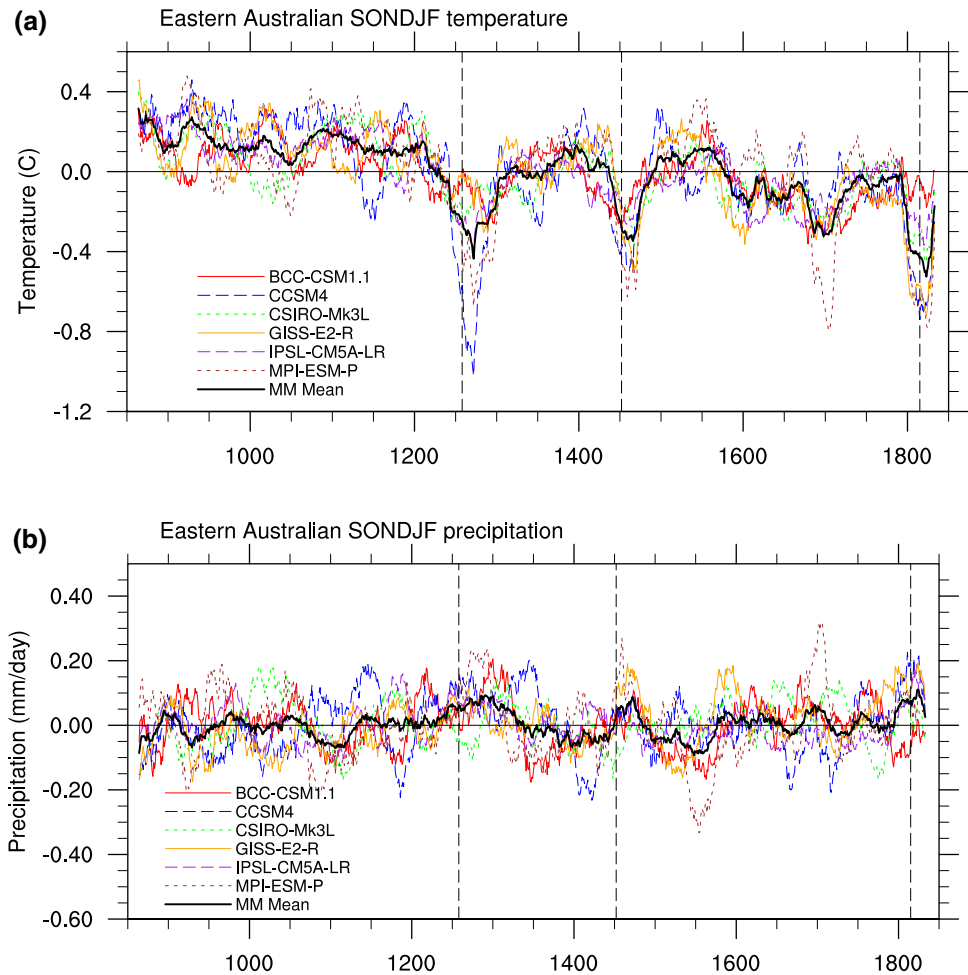 (a)
Eastern Australian SONDJF temperature
Temperature (C)
0.4
0.0
-0.4
-0.8
-1.2
BCC-CSM1.1
CCSM4
CSIRO-Mk3L
GISS-E2-R
IPSL-CM5A-LR
MPI-ESM-P
MM Mean
1000 1200 1400 1600 1800
(b)
Eastern Australian SONDJF precipitation
Precipitation (mm/day)
0.40
0.20
0.00
-0.20
-0.40
-0.60
BCC-CSM1.1
CCSM4
CSIRO-Mk3L
GISS-E2-R
IPSL-CM5A-LR
MPI-ESM-P
MM Mean
1000 1200 1400 1600 1800